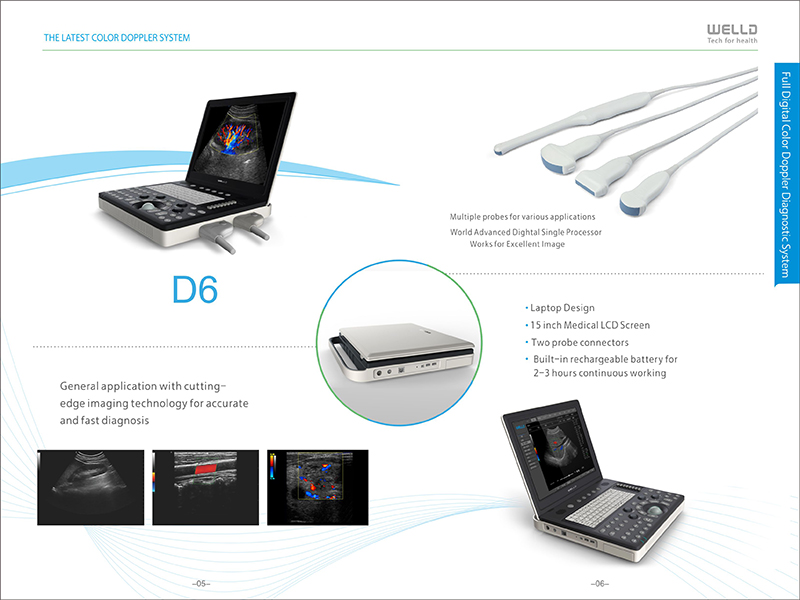 THE LATEST COLOR DOPPLER SYSTEM
WELLD
Tech for health
Full Digital Color Doppler Diagnostic System
Multiple probes for various applications
World Advanced Dightal Single Processor
Works for Excellent Image
D6
• Laptop Design
• 15 inch Medical LCD Screen
• Two probe connectors
• Built-in rechargeable battery for
2-3 hours continuous working
General application with cutting-
edge imaging technology for accurate
and fast diagnosis
-05-
-06-